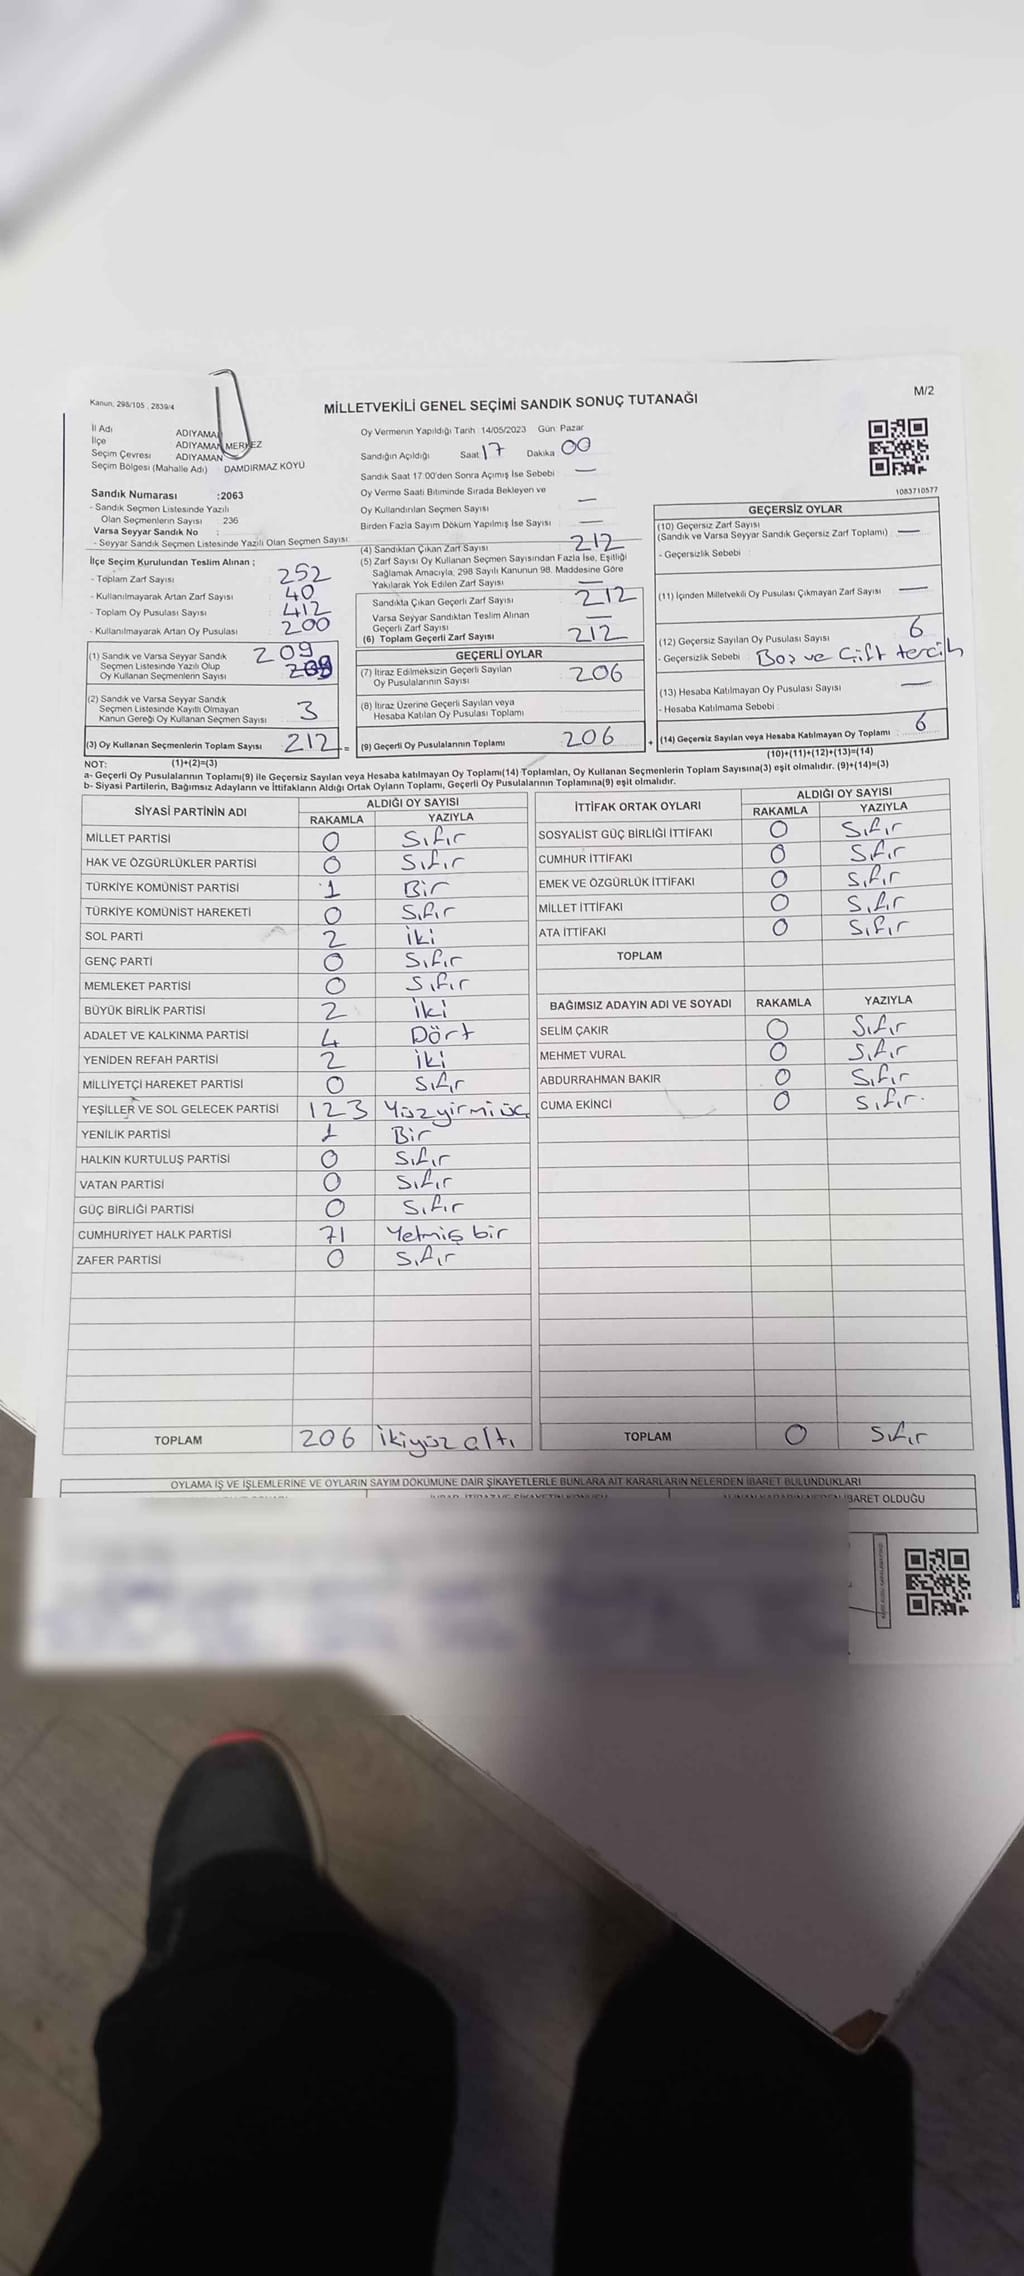 Kanun, 298/105 , 2839/4
MİLLETVEKİLİ GENEL SEÇİMİ SANDIK SONUÇ TUTANAĞI
M/2
İl Adı ADIYAMAN
İlçe ADIYAMAN MERKEZ
Seçim Çevresi ADIYAMAN
Seçim Bölgesi (Mahalle Adı) : DAMDIRMAZ KÖYÜ
Sandık Numarası :2063
- Sandık Seçmen Listesinde Yazılı
Olan Seçmenlerin Sayısı : 236
Varsa Seyyar Sandık No :
- Seyyar Sandık Seçmen Listesinde Yazılı Olan Seçmen Sayısı
İlçe Seçim Kurulundan Teslim Alınan ;
- Toplam Zarf Sayısı 252
- Kullanılmayarak Artan Zarf Sayısı 40
- Toplam Oy Pusulası Sayısı 412
- Kullanılmayarak Artan Oy Pusulası 200
(1) Sandık ve Varsa Seyyar Sandık
Seçmen Listesinde Yazılı Olup
Oy Kullanan Seçmenlerin Sayısı 209
(2) Sandık ve Varsa Seyyar Sandık
Seçmen Listesinde Kayıtlı Olmayan
Kanun Gereği Oy Kullanan Seçmen Sayısı 3
(3) Oy Kullanan Seçmenlerin Toplam Sayısı 212 =
Oy Vermenin Yapıldığı Tarih : 14/05/2023 Gün: Pazar
Sandığın Açıldığı Saat 17 Dakika 00
Sandık Saat 17:00'den Sonra Açımış İse Sebebi : —
Oy Verme Saati Bitiminde Sırada Bekleyen ve
Oy Kullandırılan Seçmen Sayısı —
Birden Fazla Sayım Döküm Yapılmış İse Sayısı —
(4) Sandıktan Çıkan Zarf Sayısı 212
(5) Zarf Sayısı Oy Kullanan Seçmen Sayısından Fazla İse, Eşitliği
Sağlamak Amacıyla, 298 Sayılı Kanunun 98. Maddesine Göre
Yakılarak Yok Edilen Zarf Sayısı —
Sandıkta Çıkan Geçerli Zarf Sayısı 212
Varsa Seyyar Sandıktan Teslim Alınan
Geçerli Zarf Sayısı —
(6) Toplam Geçerli Zarf Sayısı 212
GEÇERLİ OYLAR
(7) İtiraz Edilmeksizin Geçerli Sayılan
Oy Pusulalarının Sayısı 206
(8) İtiraz Üzerine Geçerli Sayılan veya
Hesaba Katılan Oy Pusulası Toplamı
(9) Geçerli Oy Pusulalarının Toplamı 206 +
1083710577
GEÇERSİZ OYLAR
(10) Geçersiz Zarf Sayısı
(Sandık ve Varsa Seyyar Sandık Geçersiz Zarf Toplamı) —
- Geçersizlik Sebebi :
(11) İçinden Milletvekili Oy Pusulası Çıkmayan Zarf Sayısı —
(12) Geçersiz Sayılan Oy Pusulası Sayısı 6
- Geçersizlik Sebebi : Boş ve Çift tercih
(13) Hesaba Katılmayan Oy Pusulası Sayısı —
- Hesaba Katılmama Sebebi :
(14) Geçersiz Sayılan veya Hesaba Katılmayan Oy Toplamı : 6
NOT: (1)+(2)=(3)
(10)+(11)+(12)+(13)=(14)
a- Geçerli Oy Pusulalarının Toplamı(9) ile Geçersiz Sayılan veya Hesaba katılmayan Oy Toplamı(14) Toplamları, Oy Kullanan Seçmenlerin Toplam Sayısına(3) eşit olmalıdır. (9)+(14)=(3)
b- Siyasi Partilerin, Bağımsız Adayların ve İttifakların Aldığı Ortak Oyların Toplamı, Geçerli Oy Pusulalarının Toplamına(9) eşit olmalıdır.
SİYASİ PARTİNİN ADI ALDIĞI OY SAYISI
RAKAMLA YAZIYLA
MİLLET PARTİSİ 0 Sıfır
HAK VE ÖZGÜRLÜKLER PARTİSİ 0 Sıfır
TÜRKİYE KOMÜNİST PARTİSİ 1 Bir
TÜRKİYE KOMÜNİST HAREKETİ 0 Sıfır
SOL PARTİ 2 İki
GENÇ PARTİ 0 Sıfır
MEMLEKET PARTİSİ 0 Sıfır
BÜYÜK BİRLİK PARTİSİ 2 İki
ADALET VE KALKINMA PARTİSİ 4 Dört
YENİDEN REFAH PARTİSİ 2 İki
MİLLİYETÇİ HAREKET PARTİSİ 0 Sıfır
YEŞİLLER VE SOL GELECEK PARTİSİ 123 Yüzyirmiüç
YENİLİK PARTİSİ 1 Bir
HALKIN KURTULUŞ PARTİSİ 0 Sıfır
VATAN PARTİSİ 0 Sıfır
GÜÇ BİRLİĞİ PARTİSİ 0 Sıfır
CUMHURİYET HALK PARTİSİ 71 Yetmiş bir
ZAFER PARTİSİ 0 Sıfır
TOPLAM 206 İkiyüz altı
İTTİFAK ORTAK OYLARI ALDIĞI OY SAYISI
RAKAMLA YAZIYLA
SOSYALİST GÜÇ BİRLİĞİ İTTİFAKI 0 Sıfır
CUMHUR İTTİFAKI 0 Sıfır
EMEK VE ÖZGÜRLÜK İTTİFAKI 0 Sıfır
MİLLET İTTİFAKI 0 Sıfır
ATA İTTİFAKI 0 Sıfır
TOPLAM
BAĞIMSIZ ADAYIN ADI VE SOYADI RAKAMLA YAZIYLA
SELİM ÇAKIR 0 Sıfır
MEHMET VURAL 0 Sıfır
ABDURRAHMAN BAKIR 0 Sıfır
CUMA EKİNCİ 0 Sıfır.
TOPLAM 0 Sıfır
OYLAMA İŞ VE İŞLEMLERİNE VE OYLARIN SAYIM DÖKÜMÜNE DAİR ŞİKAYETLERLE BUNLARA AİT KARARLARIN NELERDEN İBARET BULUNDUKLARI
İBARET OLDUĞU